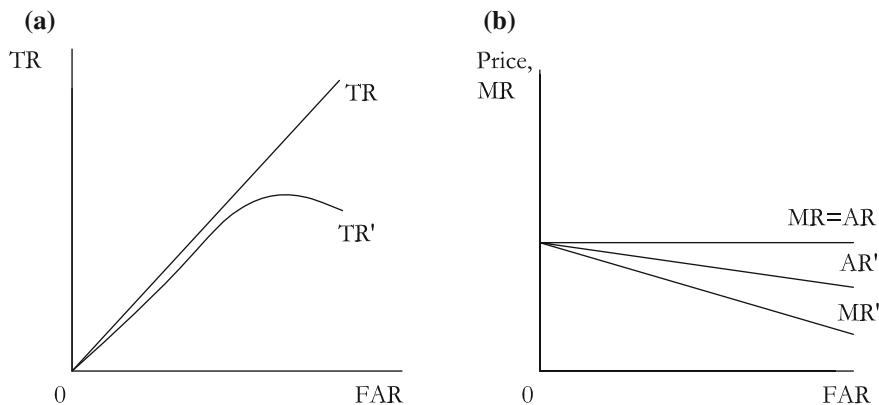 (a)
TR
TR
TR'
0
FAR
(b)
Price,
MR
MR=AR
AR'
MR'
0
FAR